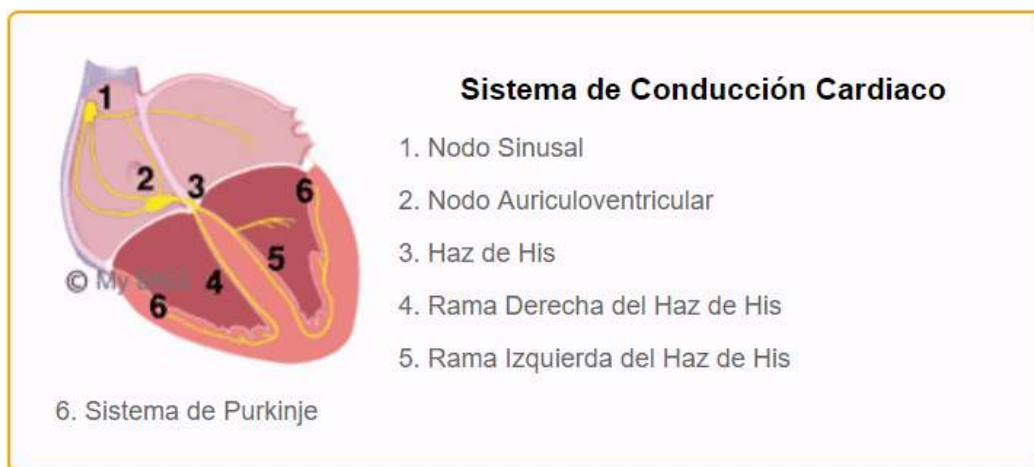 Sistema de Conducción Cardiaco
1. Nodo Sinusal
2. Nodo Auriculoventricular
3. Haz de His
4. Rama Derecha del Haz de His
5. Rama Izquierda del Haz de His
6. Sistema de Purkinje
1
2
3
6
5
4
© My
6